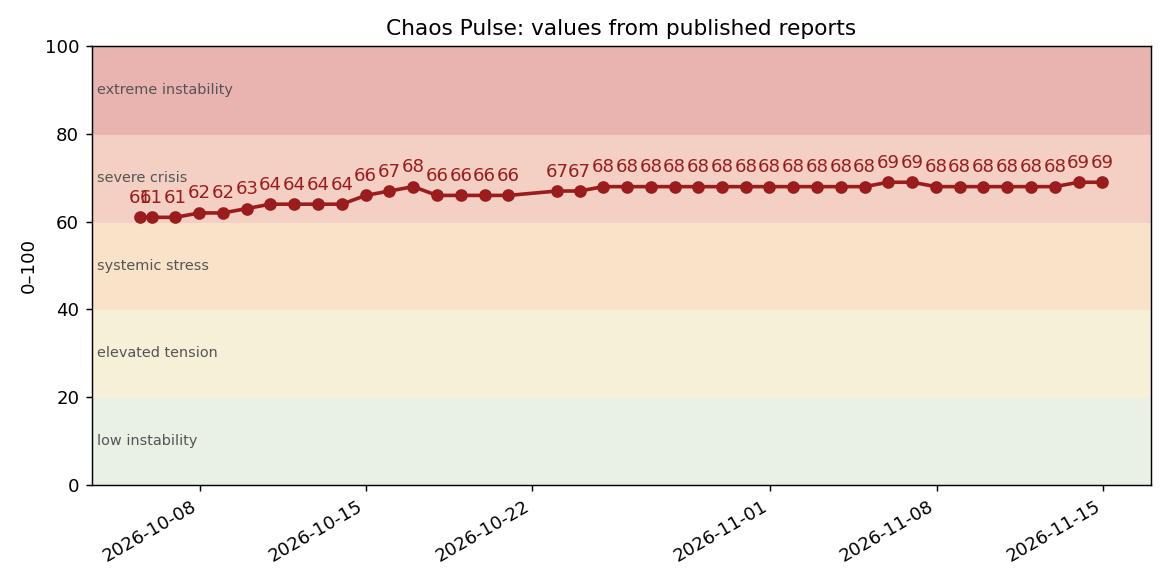 Chaos Pulse: values from published reports
100
extreme instability
80
severe crisis
61 61 61 62 62 63 64 64 64 64 66 67 68 66 66 66 66 67 67 68 68 68 68 68 68 68 68 68 68 68 68 69 69 68 68 68 68 68 68 69 69
60
systemic stress
0–100
40
elevated tension
20
low instability
0
2026-10-08 2026-10-15 2026-10-22 2026-11-01 2026-11-08 2026-11-15